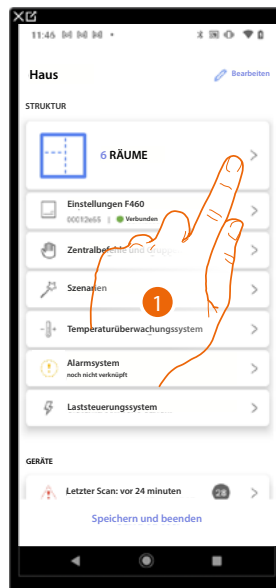 11:46
Haus
Bearbeiten
STRUKTUR
6 RÄUME
Einstellungen F460
00012e65 | Verbunden
Zentralbefehle und Gruppen
Szenarien
1
Temperaturüberwachungssystem
Alarmsystem
noch nicht verknüpft
Laststeuerungssystem
GERÄTE
Letzter Scan: vor 24 minuten
28
Speichern und beenden